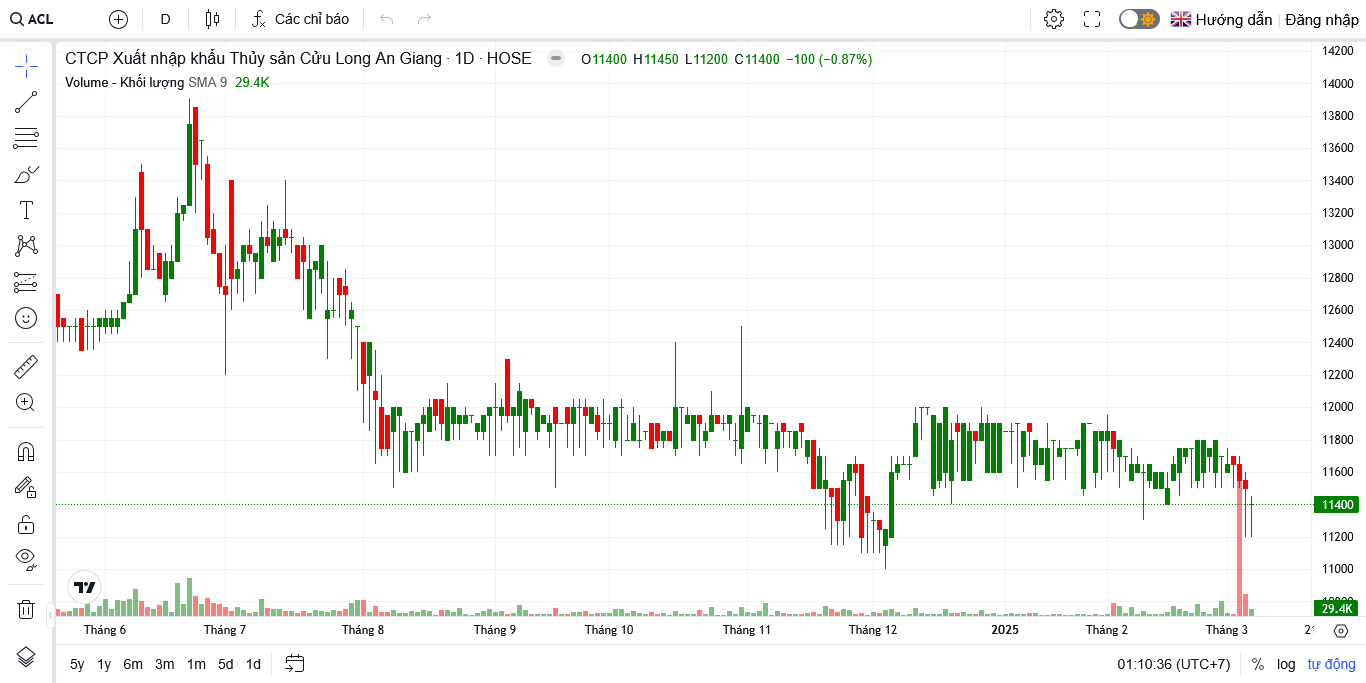 ACL D Các chỉ báo Hướng dẫn Đăng nhập
CTCP Xuất nhập khẩu Thủy sản Cửu Long An Giang · 1D · HOSE O11400 H11450 L11200 C11400 −100 (−0.87%)
Volume - Khối lượng SMA 9 29.4K
14200
14000
13800
13600
13400
13200
13000
12800
12600
12400
12200
12000
11800
11600
11400
11200
11000
29.4K
Tháng 6 Tháng 7 Tháng 8 Tháng 9 Tháng 10 Tháng 11 Tháng 12 2025 Tháng 2 Tháng 3
5y 1y 6m 3m 1m 5d 1d 01:10:36 (UTC+7) % log tự động